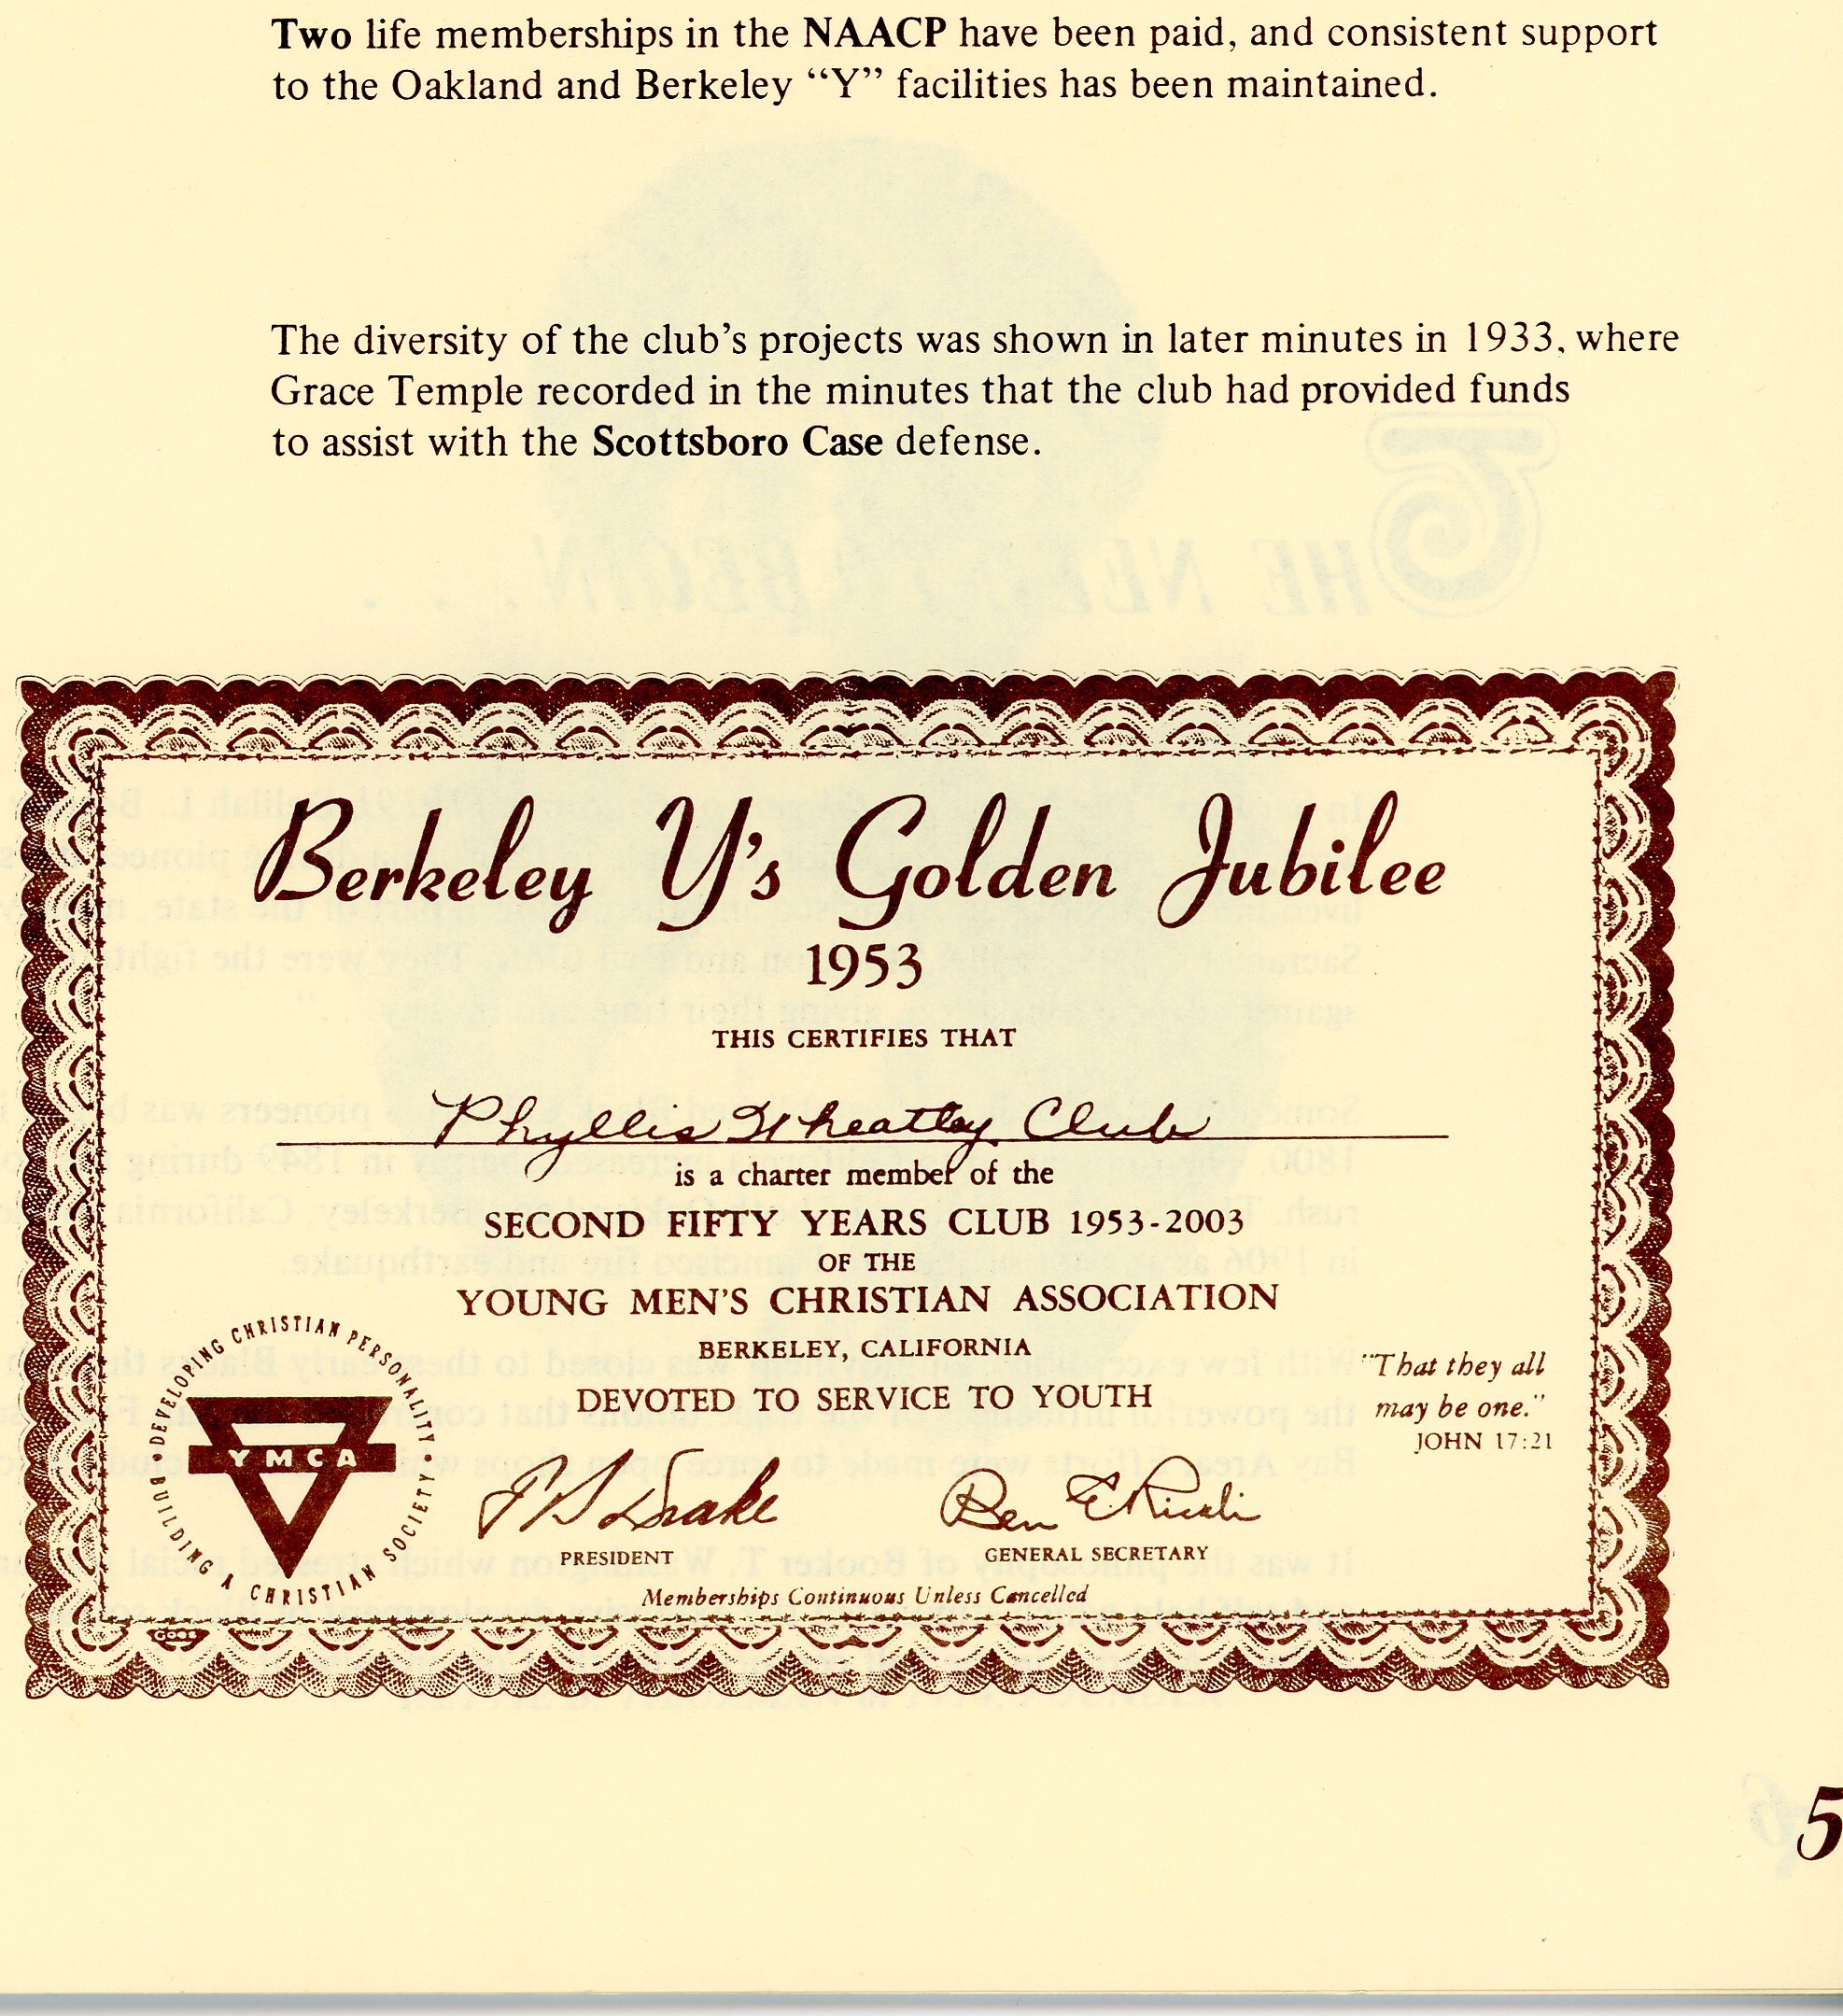 Two life memberships in the NAACP have been paid, and consistent support
to the Oakland and Berkeley “Y” facilities has been maintained.
The diversity of the club’s projects was shown in later minutes in 1933, where
Grace Temple recorded in the minutes that the club had provided funds
to assist with the Scottsboro Case defense.
Berkeley Y’s Golden Jubilee
1953
THIS CERTIFIES THAT
Phyllis Wheatley Club
is a charter member of the
SECOND FIFTY YEARS CLUB 1953-2003
OF THE
YOUNG MEN’S CHRISTIAN ASSOCIATION
BERKELEY, CALIFORNIA
DEVOTED TO SERVICE TO YOUTH
"That they all
may be one."
JOHN 17:21
DEVELOPING CHRISTIAN PERSONALITY • BUILDING A CHRISTIAN SOCIETY •
YMCA
Drake
Ben E
PRESIDENT
GENERAL SECRETARY
Memberships Continuous Unless Cancelled
GOES
5